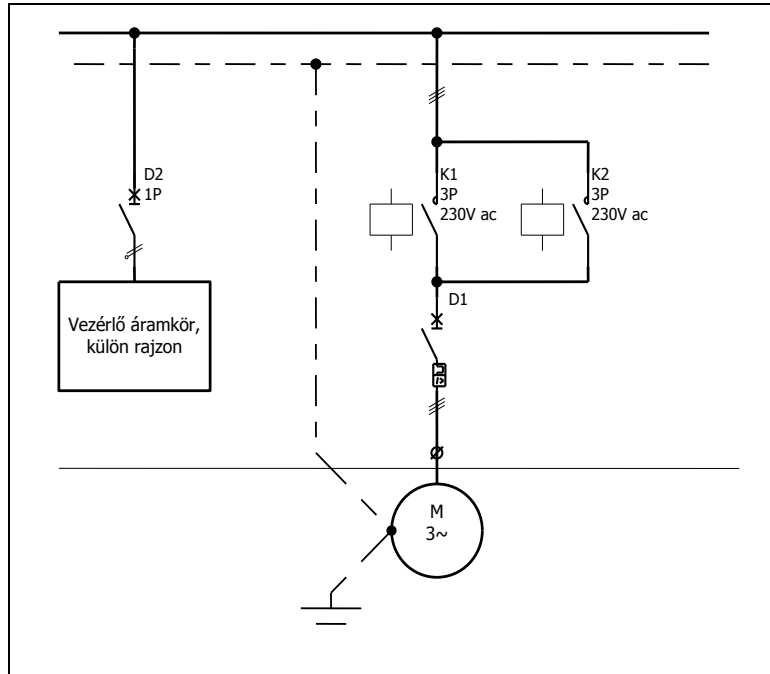 D2
1P
K1
3P
230V ac
K2
3P
230V ac
D1
Vezérlő áramkör,
külön rajzon
M
3~